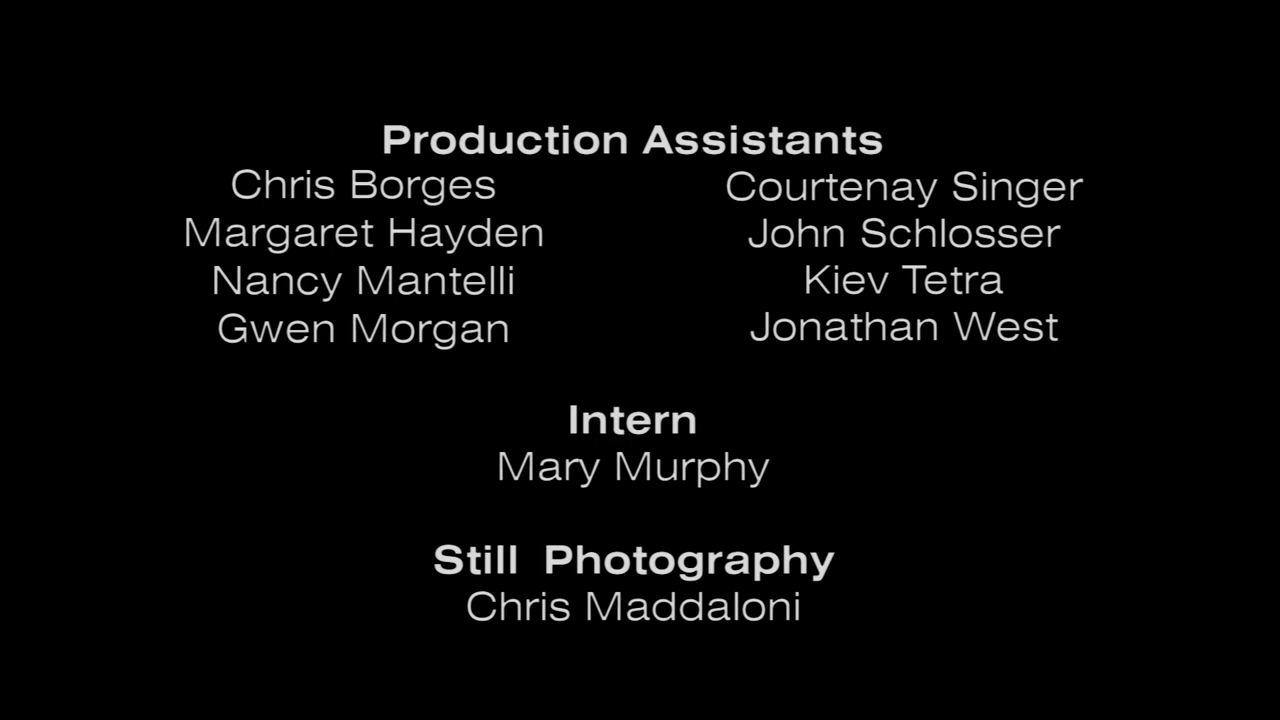 Production Assistants
Chris Borges
Margaret Hayden
Nancy Mantelli
Gwen Morgan
Courtenay Singer
John Schlosser
Kiev Tetra
Jonathan West
Intern
Mary Murphy
Still Photography
Chris Maddaloni